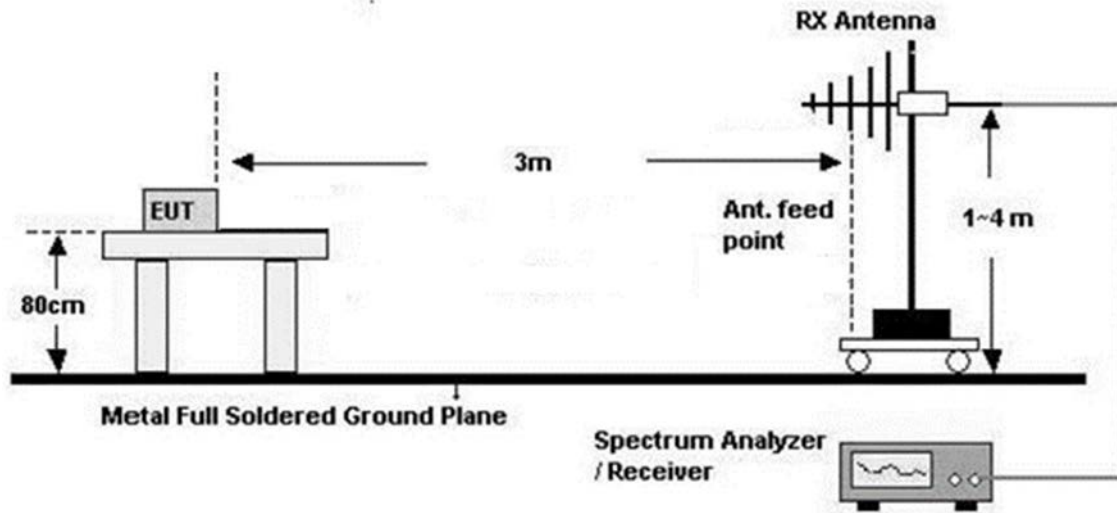 RX Antenna
3m
EUT
Ant. feed
point
1~4 m
80cm
Metal Full Soldered Ground Plane
Spectrum Analyzer
/ Receiver